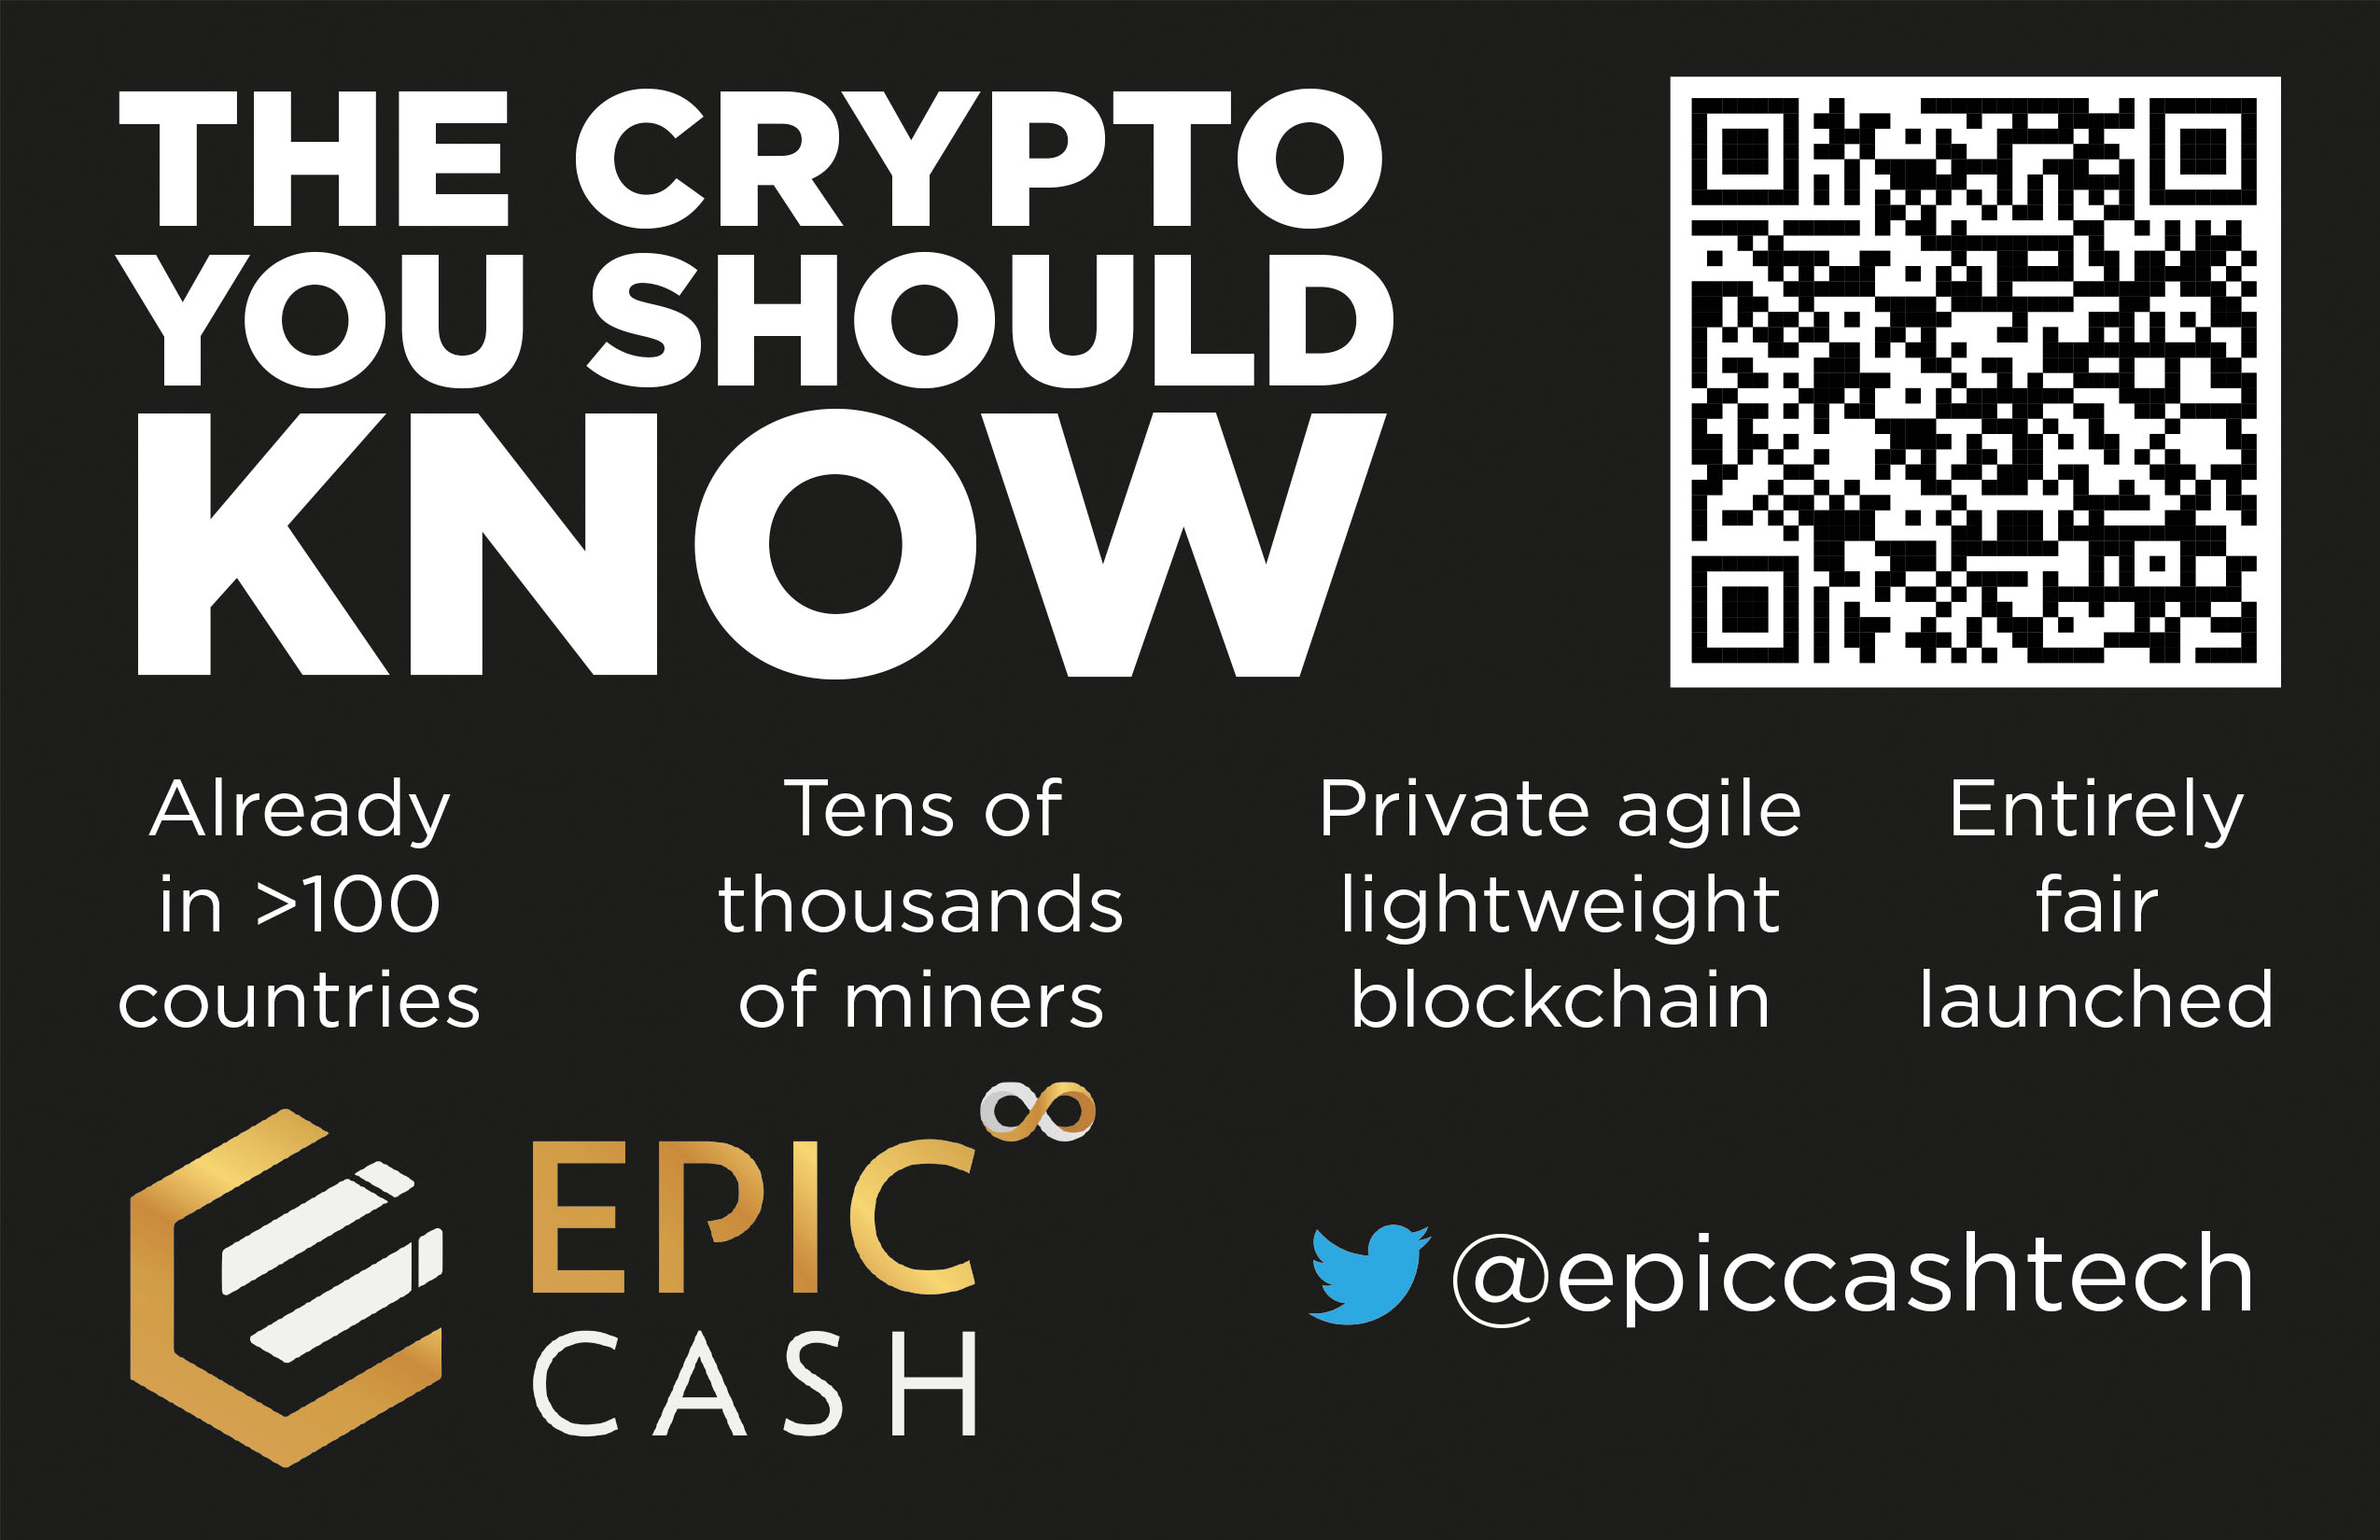 THE CRYPTO
YOU SHOULD
KNOW
Already
in >100
countries
Tens of
thousands
of miners
Private agile
lightweight
blockchain
Entirely
fair
launched
EPIC
CASH
@epiccashtech